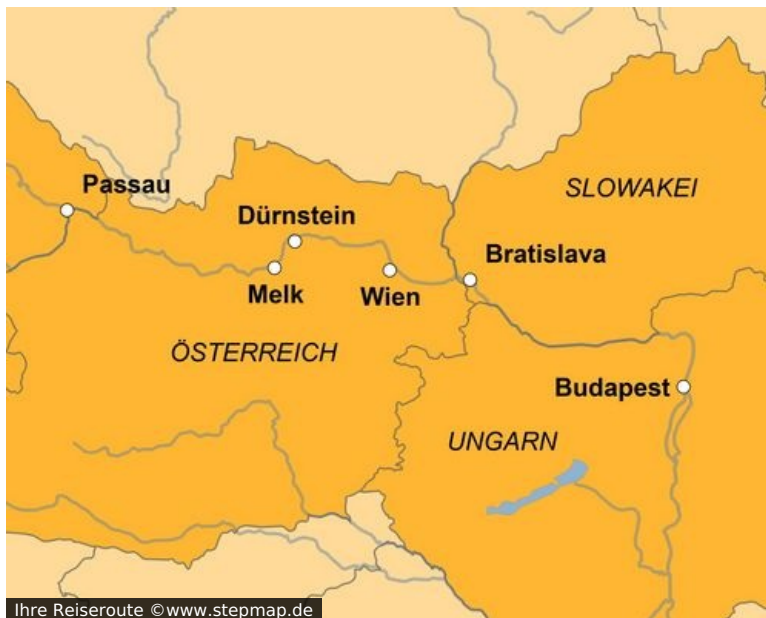 Passau
SLOWAKEI
Dürnstein
Bratislava
Melk
Wien
ÖSTERREICH
Budapest
UNGARN
Ihre Reiseroute ©www.stepmap.de